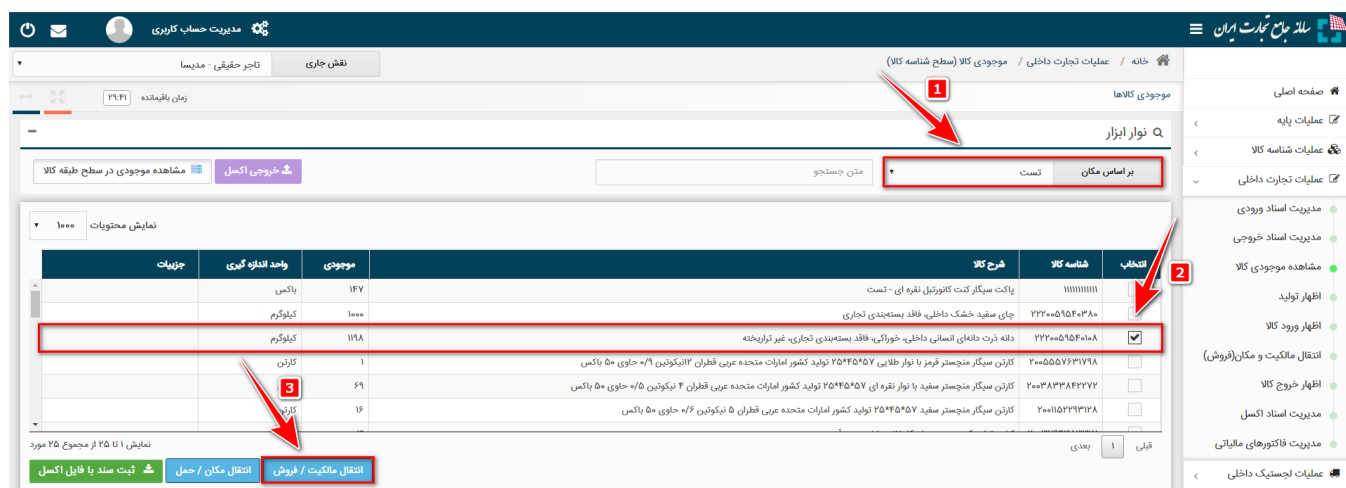 سامانه جامع تجارت ایران
مدیریت حساب کاربری
خانه / عملیات تجارت داخلی / موجودی کالا (سطح شناسه کالا)
نقش جاری
تاجر حقیقی - مدیسا
موجودی کالاها
زمان باقیمانده ۲۹:۴۱
صفحه اصلی
عملیات پایه
عملیات شناسه کالا
عملیات تجارت داخلی
مدیریت اسناد ورودی
مدیریت اسناد خروجی
مشاهده موجودی کالا
اظهار تولید
اظهار ورود کالا
انتقال مالکیت و مکان(فروش)
اظهار خروج کالا
مدیریت اسناد اکسل
مدیریت فاکتورهای مالیاتی
عملیات لجستیک داخلی
1
نوار ابزار
بر اساس مکان
تست
متن جستجو
خروجی اکسل
مشاهده موجودی در سطح طبقه کالا
نمایش محتویات ۱۰۰۰
2
انتخاب شناسه کالا شرح کالا موجودی واحد اندازه گیری جزییات
۱۱۱۱۱۱۱۱۱۱۱ پاکت سیگار کنت کانورتبل نقره ای - تست ۱۴۷ باکس
۲۲۲۰۰۵۹۵۴۰۳۸۰ چای سفید خشک داخلی، فاقد بسته‌بندی تجاری ۱۰۰۰ کیلوگرم
۲۲۲۰۰۵۹۵۴۰۱۰۸ دانه ذرت دانه‌ای انسانی داخلی، خوراکی، فاقد بسته‌بندی تجاری، غیر تراریخته ۱۱۹۸ کیلوگرم
۲۰۰۵۵۵۷۶۳۱۷۹۸ کارتن سیگار منچستر قرمز با نوار طلایی ۵۷*۴۵*۲۵ تولید کشور امارات متحده عربی قطران ۱۲نیکوتین ۰/۹ حاوی ۵۰ باکس ۱ کارتن
۲۰۰۳۸۳۳۸۴۲۲۷۲ کارتن سیگار منچستر سفید با نوار نقره ای ۵۷*۴۵*۲۵ تولید کشور امارات متحده عربی قطران ۴ نیکوتین ۰/۵ حاوی ۵۰ باکس ۶۹
3
۲۰۰۱۱۵۲۲۹۳۱۲۸ کارتن سیگار منچستر سفید ۵۷*۴۵*۲۵ تولید کشور امارات متحده عربی قطران ۵ نیکوتین ۰/۶ حاوی ۵۰ باکس ۱۶ کارتن
قبلی ۱ بعدی
نمایش ۱ تا ۲۵ از مجموع ۲۵ مورد
انتقال مالکیت / فروش
انتقال مکان / حمل
ثبت سند با فایل اکسل